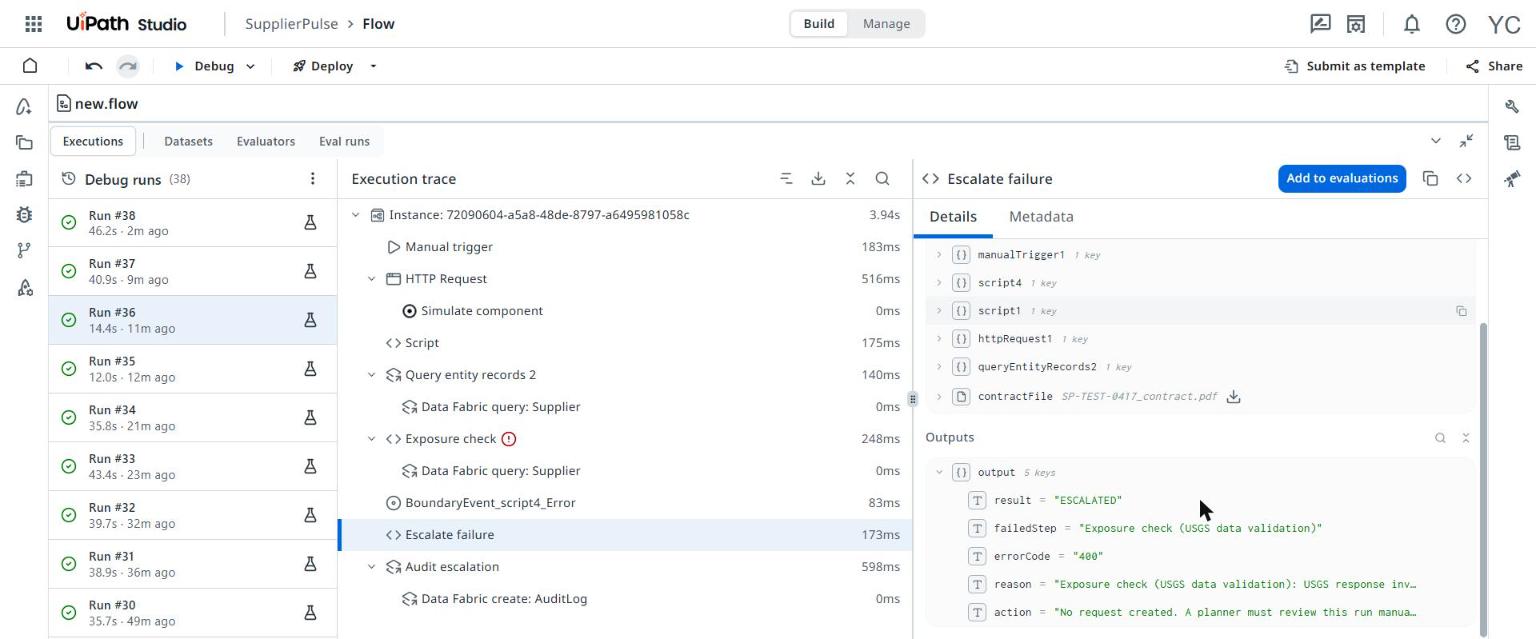 UiPath Studio SupplierPulse > Flow Build Manage YC
Debug Deploy Submit as template Share
new.flow
Executions Datasets Evaluators Eval runs
Debug runs (38)
Run #38
46.2s · 2m ago
Run #37
40.9s · 9m ago
Run #36
14.4s · 11m ago
Run #35
12.0s · 12m ago
Run #34
35.8s · 21m ago
Run #33
43.4s · 23m ago
Run #32
39.7s · 32m ago
Run #31
38.9s · 36m ago
Run #30
35.7s · 49m ago
Execution trace
Instance: 72090604-a5a8-48de-8797-a6495981058c 3.94s
Manual trigger 183ms
HTTP Request 516ms
Simulate component 0ms
Script 175ms
Query entity records 2 140ms
Data Fabric query: Supplier 0ms
Exposure check 248ms
Data Fabric query: Supplier 0ms
BoundaryEvent_script4_Error 83ms
Escalate failure 173ms
Audit escalation 598ms
Data Fabric create: AuditLog 0ms
Escalate failure Add to evaluations
Details Metadata
{} manualTrigger1 1 key
{} script4 1 key
{} script1 1 key
{} httpRequest1 1 key
{} queryEntityRecords2 1 key
contractFile SP-TEST-0417_contract.pdf
Outputs
{} output 5 keys
T result = "ESCALATED"
T failedStep = "Exposure check (USGS data validation)"
T errorCode = "400"
T reason = "Exposure check (USGS data validation): USGS response inv…
T action = "No request created. A planner must review this run manua…